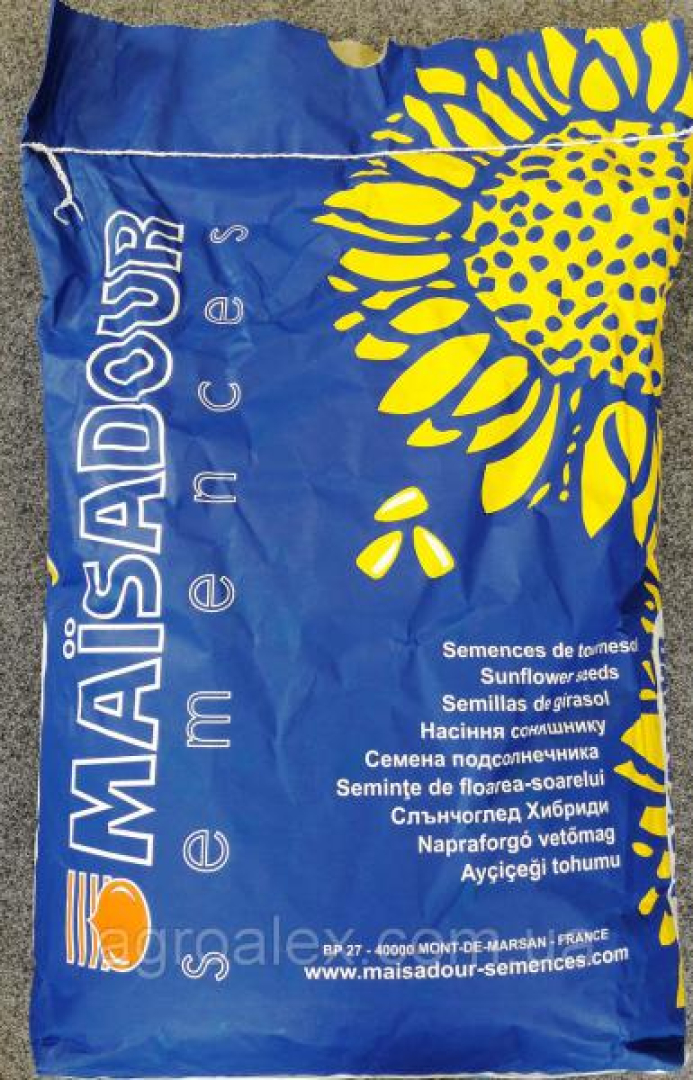 MAÏSADOUR
semences
Semences de tournesol
Sunflower seeds
Semillas de girasol
Насіння сонишнику
Семена подсолнечника
Seminţe de floarea-soarelui
Слънчоглед Хибриди
Napraforgó vetőmag
Ayçiçeği tohumu
BP 27 - 40000 MONT-DE-MARSAN - FRANCE
www.maisadour-semences.com
agroalex.com.ua